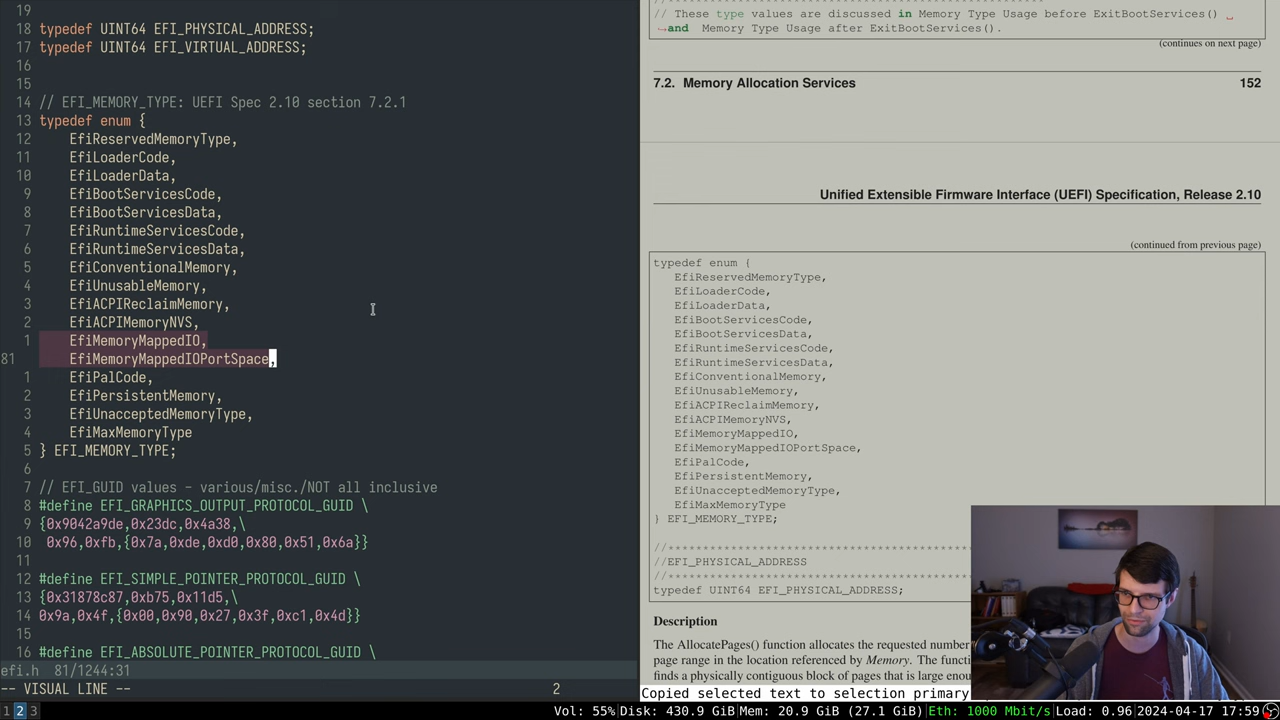 19
18 typedef UINT64 EFI_PHYSICAL_ADDRESS;
17 typedef UINT64 EFI_VIRTUAL_ADDRESS;
16
15
14 // EFI_MEMORY_TYPE: UEFI Spec 2.10 section 7.2.1
13 typedef enum {
12 EfiReservedMemoryType,
11 EfiLoaderCode,
10 EfiLoaderData,
9 EfiBootServicesCode,
8 EfiBootServicesData,
7 EfiRuntimeServicesCode,
6 EfiRuntimeServicesData,
5 EfiConventionalMemory,
4 EfiUnusableMemory,
3 EfiACPIReclaimMemory,
2 EfiACPIMemoryNVS,
1 EfiMemoryMappedIO,
81 EfiMemoryMappedIOPortSpace,
1 EfiPalCode,
2 EfiPersistentMemory,
3 EfiUnacceptedMemoryType,
4 EfiMaxMemoryType
5 } EFI_MEMORY_TYPE;
6
7 // EFI_GUID values - various/misc./NOT all inclusive
8 #define EFI_GRAPHICS_OUTPUT_PROTOCOL_GUID \
9 {0x9042a9de,0x23dc,0x4a38,\
10 0x96,0xfb,{0x7a,0xde,0xd0,0x80,0x51,0x6a}}
11
12 #define EFI_SIMPLE_POINTER_PROTOCOL_GUID \
13 {0x31878c87,0xb75,0x11d5,\
14 0x9a,0x4f,{0x00,0x90,0x27,0x3f,0xc1,0x4d}}
15
16 #define EFI_ABSOLUTE_POINTER_PROTOCOL_GUID \
efi.h 81/1244:31
-- VISUAL LINE -- 2
// These type values are discussed in Memory Type Usage before ExitBootServices()
and Memory Type Usage after ExitBootServices().
(continues on next page)
7.2. Memory Allocation Services 152
Unified Extensible Firmware Interface (UEFI) Specification, Release 2.10
(continued from previous page)
typedef enum {
EfiReservedMemoryType,
EfiLoaderCode,
EfiLoaderData,
EfiBootServicesCode,
EfiBootServicesData,
EfiRuntimeServicesCode,
EfiRuntimeServicesData,
EfiConventionalMemory,
EfiUnusableMemory,
EfiACPIReclaimMemory,
EfiACPIMemoryNVS,
EfiMemoryMappedIO,
EfiMemoryMappedIOPortSpace,
EfiPalCode,
EfiPersistentMemory,
EfiUnacceptedMemoryType,
EfiMaxMemoryType
} EFI_MEMORY_TYPE;
//**********************************************
//EFI_PHYSICAL_ADDRESS
//**********************************************
typedef UINT64 EFI_PHYSICAL_ADDRESS;
Description
The AllocatePages() function allocates the requested number
page range in the location referenced by Memory. The functi
finds a physically contiguous block of pages that is large enou
Copied selected text to selection primary
1 2 3 Vol: 55% Disk: 430.9 GiB Mem: 20.9 GiB (27.1 GiB) Eth: 1000 Mbit/s Load: 0.96 2024-04-17 17:59